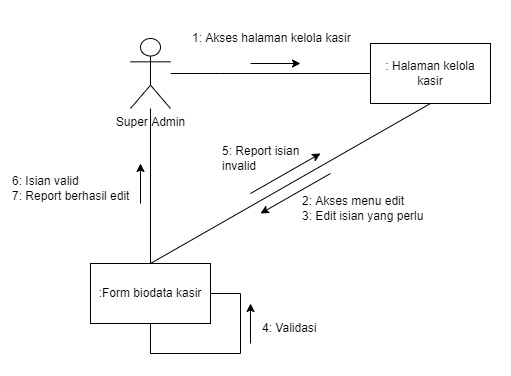 1: Akses halaman kelola kasir
: Halaman kelola
kasir
Super Admin
5: Report isian
invalid
6: Isian valid
7: Report berhasil edit
2: Akses menu edit
3: Edit isian yang perlu
:Form biodata kasir
4: Validasi